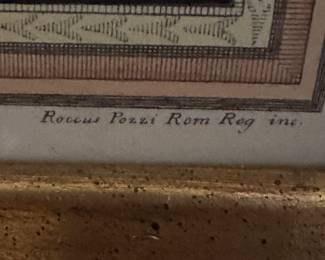 Roccus Pozzi Rom Reg inc.